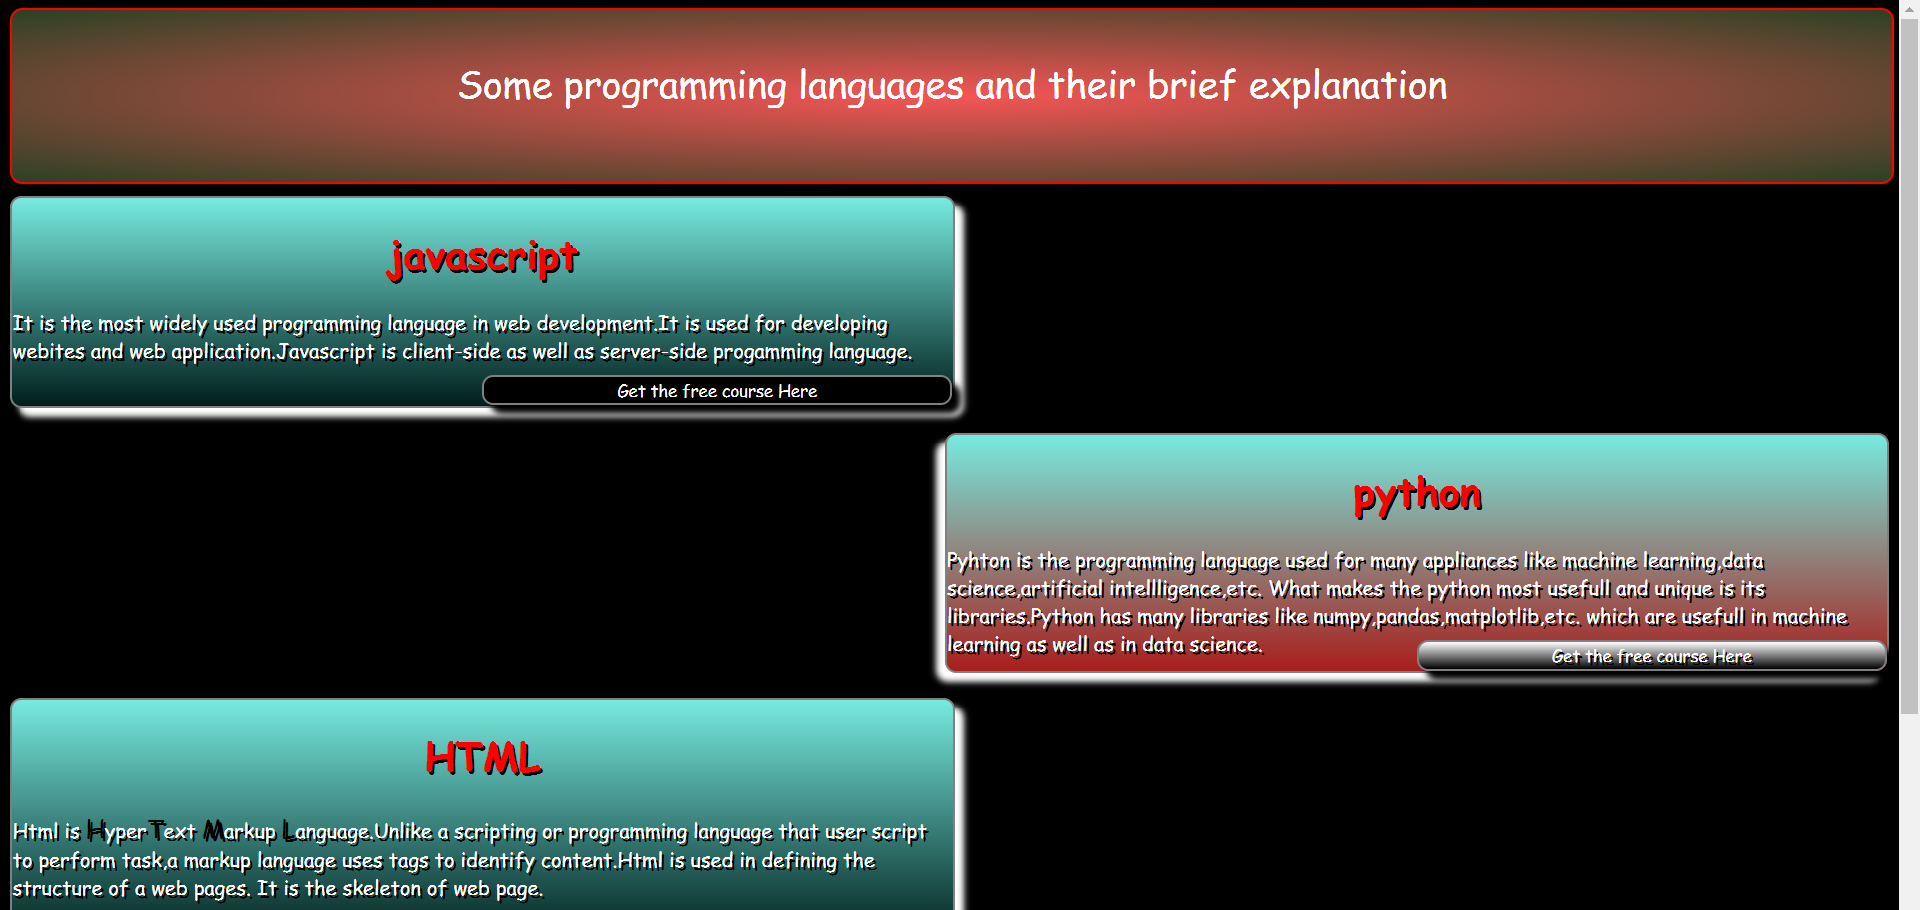 Some programming languages and their brief explanation
javascript
It is the most widely used programming language in web development.It is used for developing
webites and web application.Javascript is client-side as well as server-side progamming language.
Get the free course Here
python
Pyhton is the programming language used for many appliances like machine learning,data
science,artificial intellligence,etc. What makes the python most usefull and unique is its
libraries.Python has many libraries like numpy,pandas,matplotlib,etc. which are usefull in machine
learning as well as in data science.
Get the free course Here
HTML
Html is Hyper Text Markup Language.Unlike a scripting or programming language that user script
to perform task,a markup language uses tags to identify content.Html is used in defining the
structure of a web pages. It is the skeleton of web page.